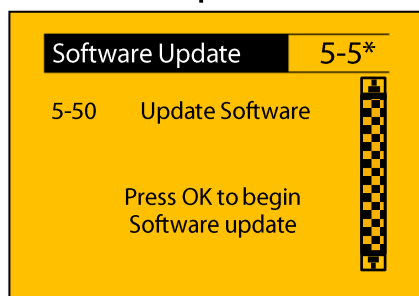 Software Update 5-5*
5-50 Update Software
Press OK to begin
Software update